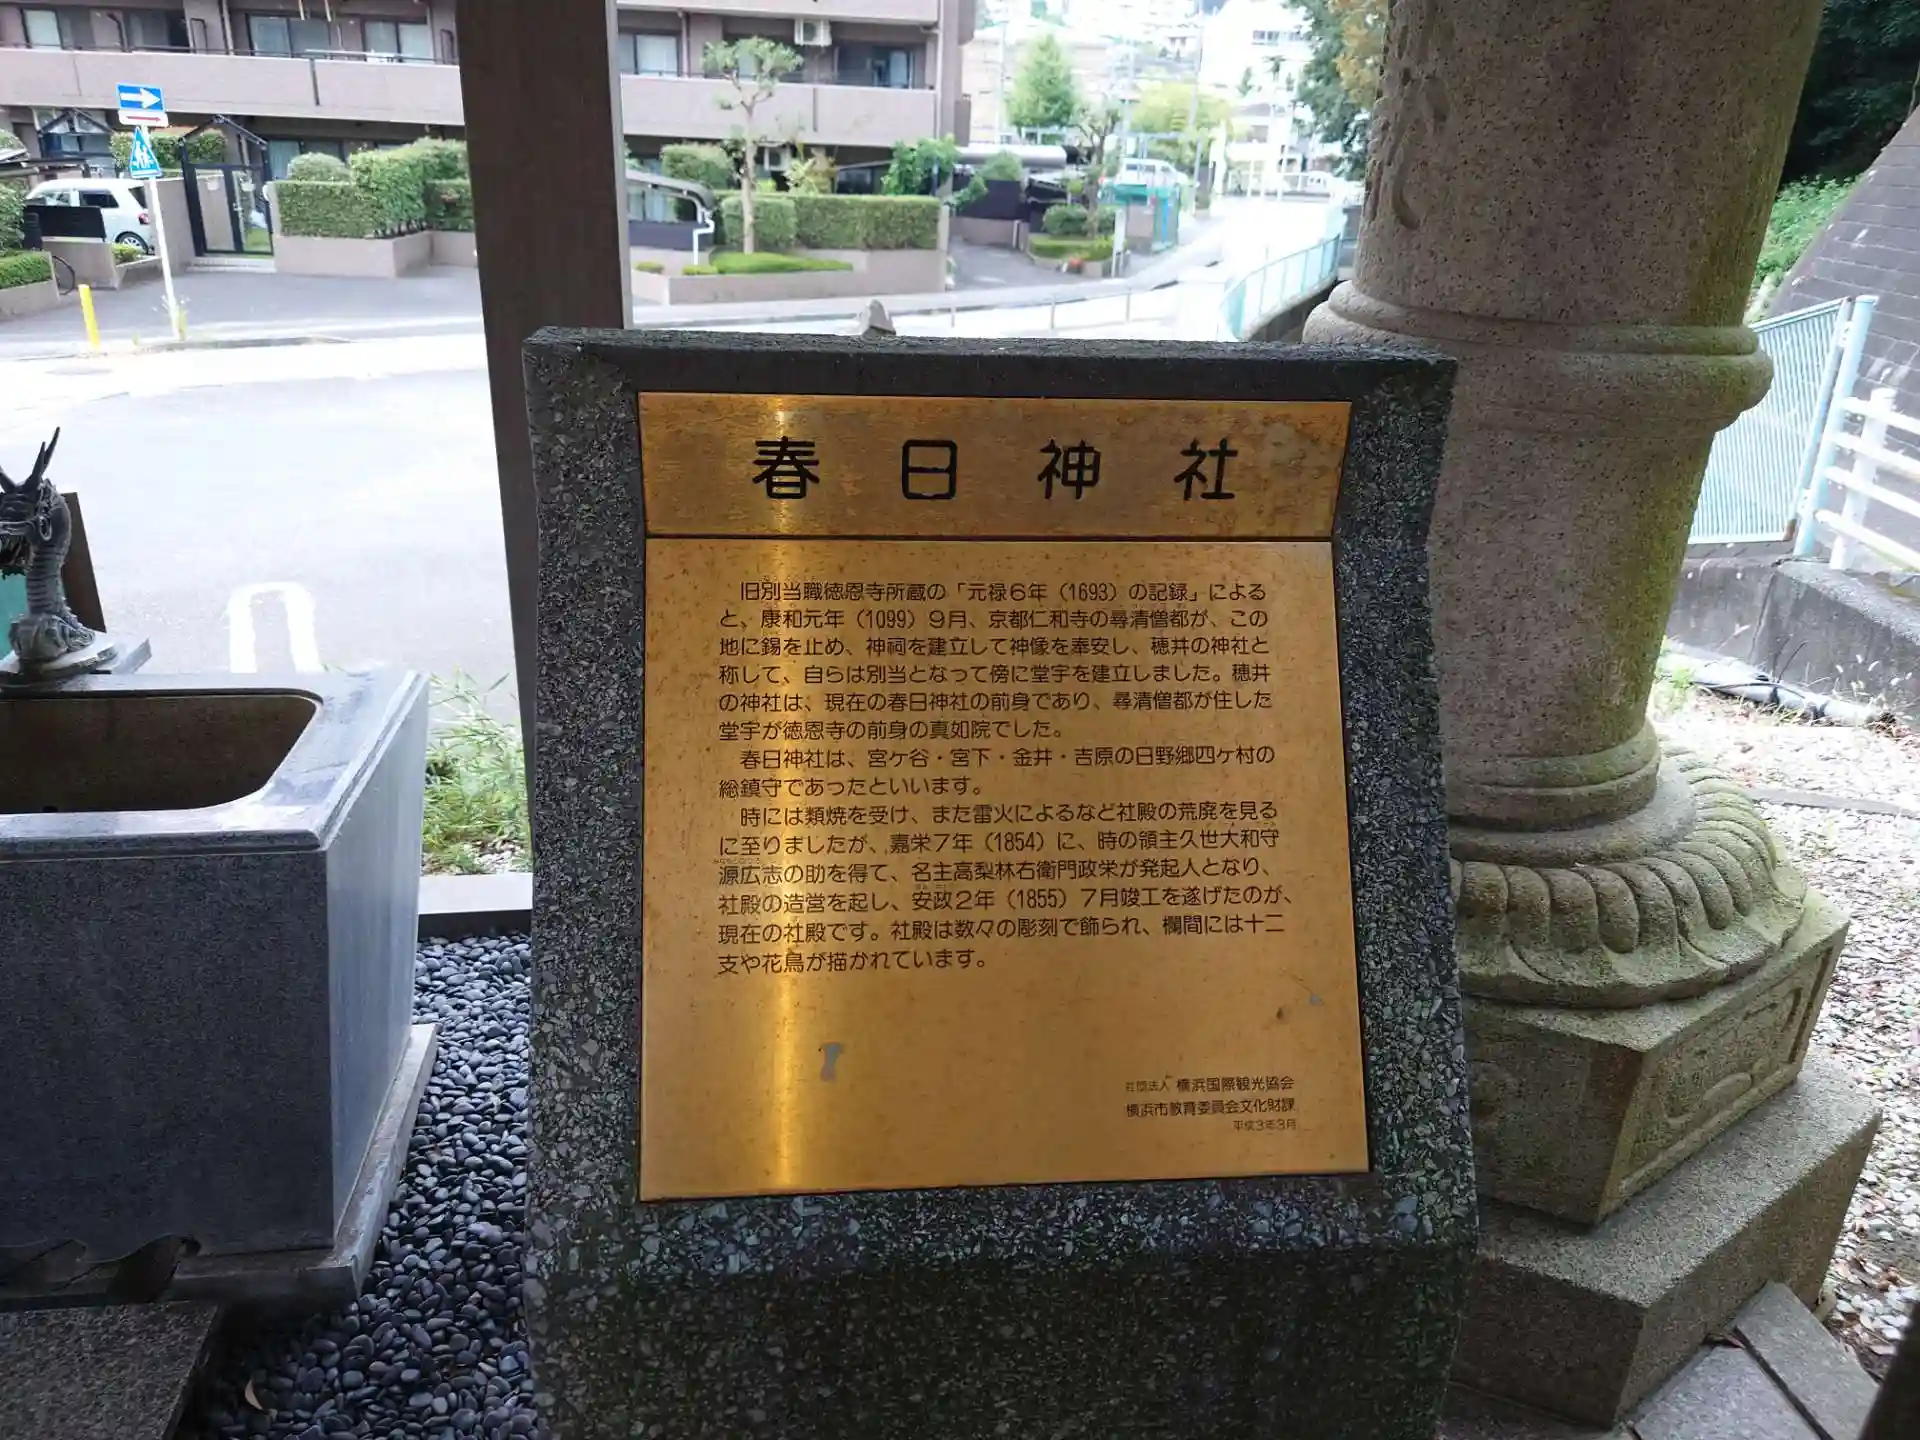 春日神社
旧別当職徳恩寺所蔵の「元禄６年（1693）の記録」による
と、康和元年（1099）９月、京都仁和寺の尋清僧都が、この
地に錫を止め、神祠を建立して神像を奉安し、穂井の神社と
称して、自らは別当となって傍に堂宇を建立しました。穂井
の神社は、現在の春日神社の前身であり、尋清僧都が住した
堂宇が徳恩寺の前身の真如院でした。
春日神社は、宮ケ谷・宮下・金井・吉原の日野郷四ケ村の
総鎮守であったといいます。
時には類焼を受け、また雷火によるなど社殿の荒廃を見る
に至りましたが、嘉栄７年（1854）に、時の領主久世大和守
源広志の助を得て、名主高梨林右衛門政栄が発起人となり、
社殿の造営を起し、安政２年（1855）７月竣工を遂げたのが、
現在の社殿です。社殿は数々の彫刻で飾られ、欄間には十二
支や花鳥が描かれています。
社団法人 横浜国際観光協会
横浜市教育委員会文化財課
平成３年３月